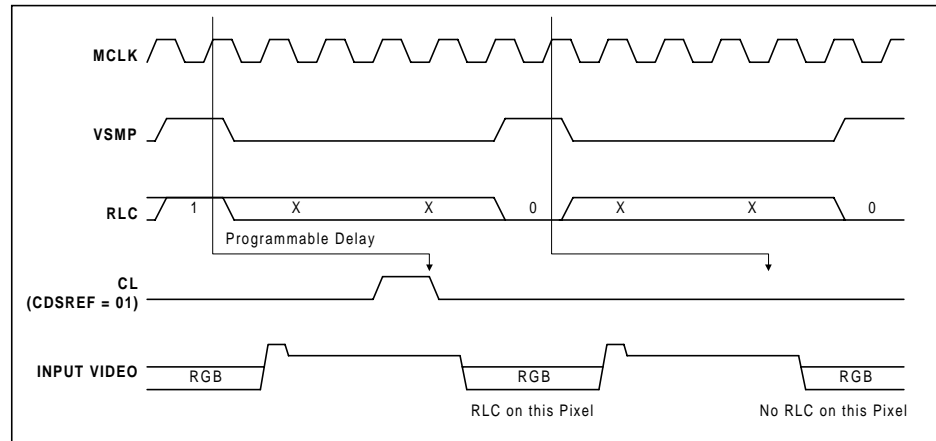 MCLK
VSMP
RLC 1 X X 0 X X 0
Programmable Delay
CL
(CDSREF = 01)
INPUT VIDEO RGB RGB RGB
RLC on this Pixel No RLC on this Pixel